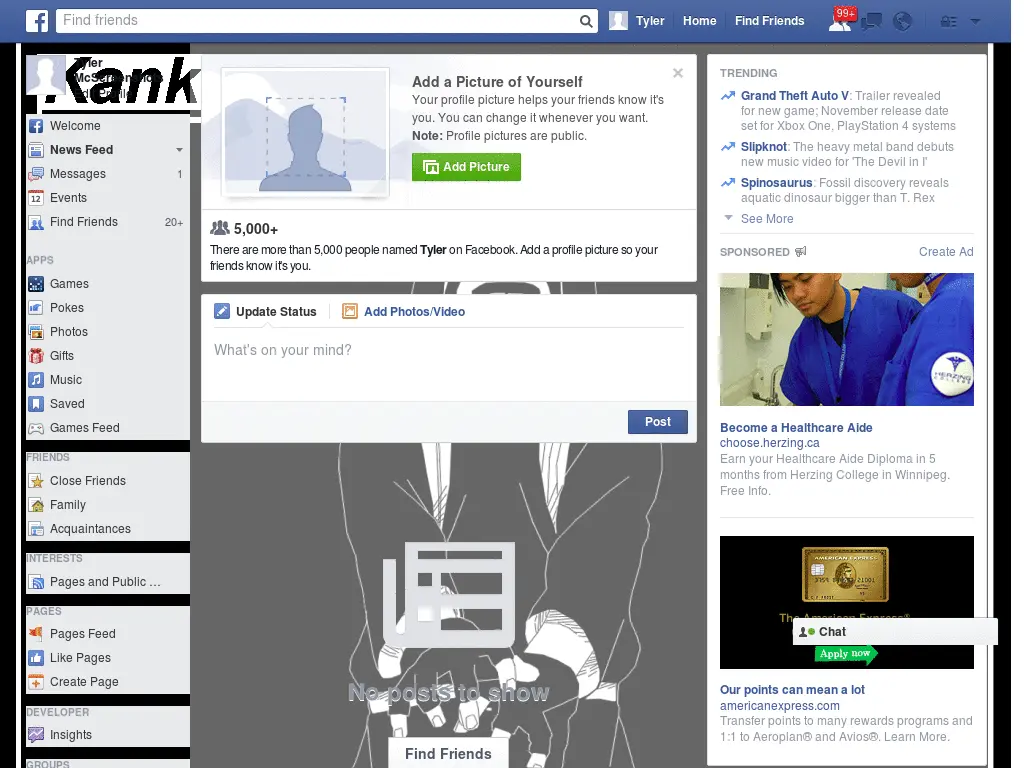 Find friends
Tyler
Home
Find Friends
99+
Tyler
Kank
Welcome
News Feed
Messages 1
Events
Find Friends 20+
APPS
Games
Pokes
Photos
Gifts
Music
Saved
Games Feed
FRIENDS
Close Friends
Family
Acquaintances
INTERESTS
Pages and Public ...
PAGES
Pages Feed
Like Pages
Create Page
DEVELOPER
Insights
GROUPS
Add a Picture of Yourself
Your profile picture helps your friends know it's
you. You can change it whenever you want.
Note: Profile pictures are public.
Add Picture
5,000+
There are more than 5,000 people named Tyler on Facebook. Add a profile picture so your
friends know it's you.
Update Status
Add Photos/Video
What's on your mind?
Post
No posts to show
Find Friends
TRENDING
Grand Theft Auto V: Trailer revealed
for new game; November release date
set for Xbox One, PlayStation 4 systems
Slipknot: The heavy metal band debuts
new music video for 'The Devil in I'
Spinosaurus: Fossil discovery reveals
aquatic dinosaur bigger than T. Rex
See More
SPONSORED
Create Ad
HERZING
COLLEGE
Become a Healthcare Aide
choose.herzing.ca
Earn your Healthcare Aide Diploma in 5
months from Herzing College in Winnipeg.
Free Info.
AMERICAN EXPRESS
The American Express®
Chat
Apply now
Our points can mean a lot
americanexpress.com
Transfer points to many rewards programs and
1:1 to Aeroplan® and Avios®. Learn More.